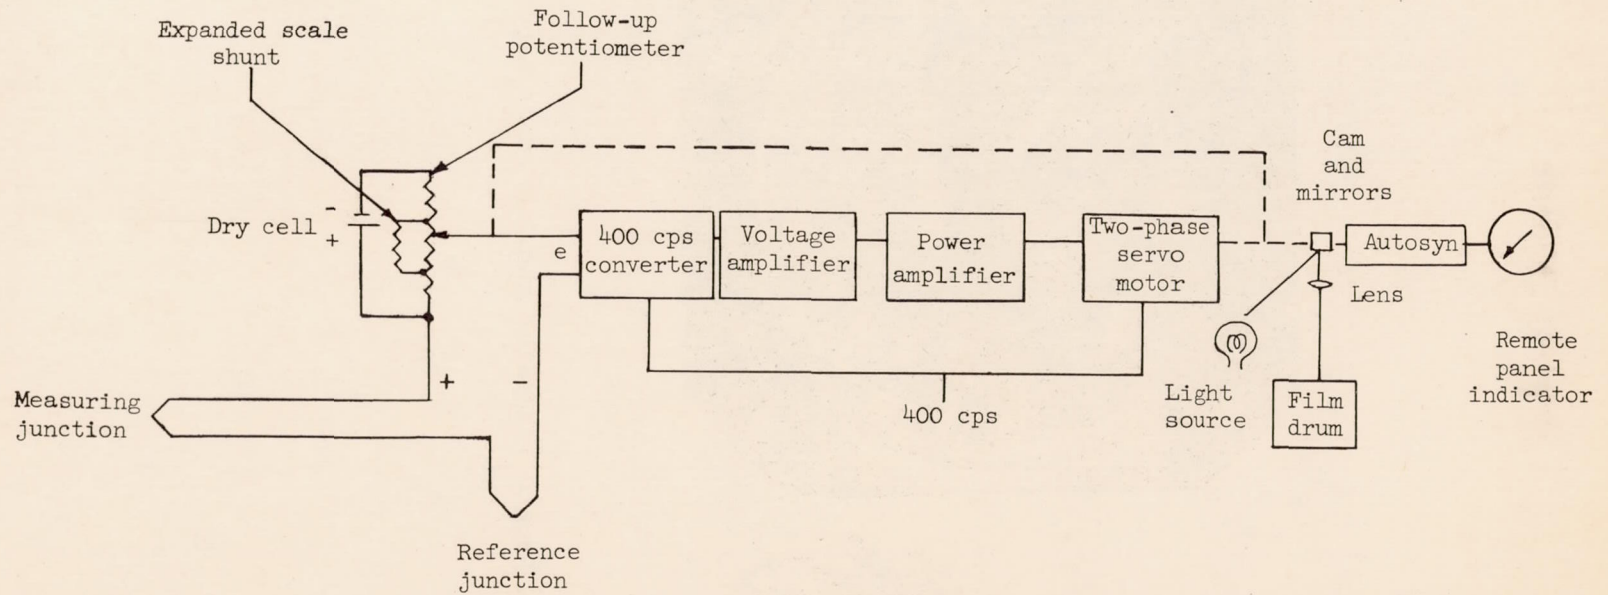 Expanded scale
shunt
Follow-up
potentiometer
Cam
and
mirrors
Dry cell
-
+
e
400 cps
converter
Voltage
amplifier
Power
amplifier
Two-phase
servo
motor
Autosyn
Lens
Remote
panel
indicator
Light
source
Film
drum
400 cps
+
-
Measuring
junction
Reference
junction